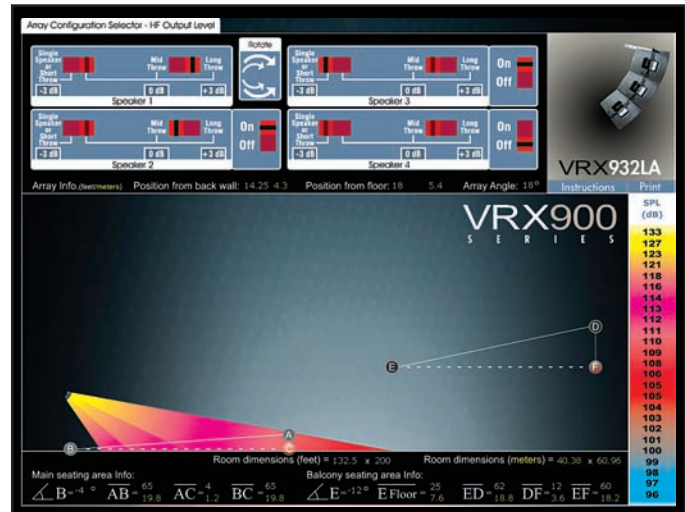 Array Configuration Selector - HF Output Level
Single Speaker or Short Throw
Mid Throw
Long Throw
-3 dB
0 dB
+3 dB
Speaker 1
Rotate
Single Speaker or Short Throw
Mid Throw
Long Throw
-3 dB
0 dB
+3 dB
Speaker 3
On
Off
Single Speaker or Short Throw
Mid Throw
Long Throw
-3 dB
0 dB
+3 dB
Speaker 2
On
Off
Single Speaker or Short Throw
Mid Throw
Long Throw
-3 dB
0 dB
+3 dB
Speaker 4
On
Off
VRX932LA
Array Info.(feet/meters) Position from back wall: 14.25 4.3 Position from floor: 18 5.4 Array Angle: 18°
Instructions Print
VRX900
SERIES
SPL
(dB)
133
127
123
121
118
116
114
113
112
111
110
109
108
106
105
105
104
103
102
101
100
99
98
97
96
D
E
F
A
B
C
Room dimensions (feet) = 132.5 x 200 Room dimensions (meters) = 40.38 x 60.96
Main seating area Info: Balcony seating area Info:
B=-4 ° AB= 65 19.8 AC= 4 1.2 BC= 65 19.8 E=-12° E Floor= 25 7.6 ED= 62 18.8 DF= 12 3.6 EF= 60 18.2